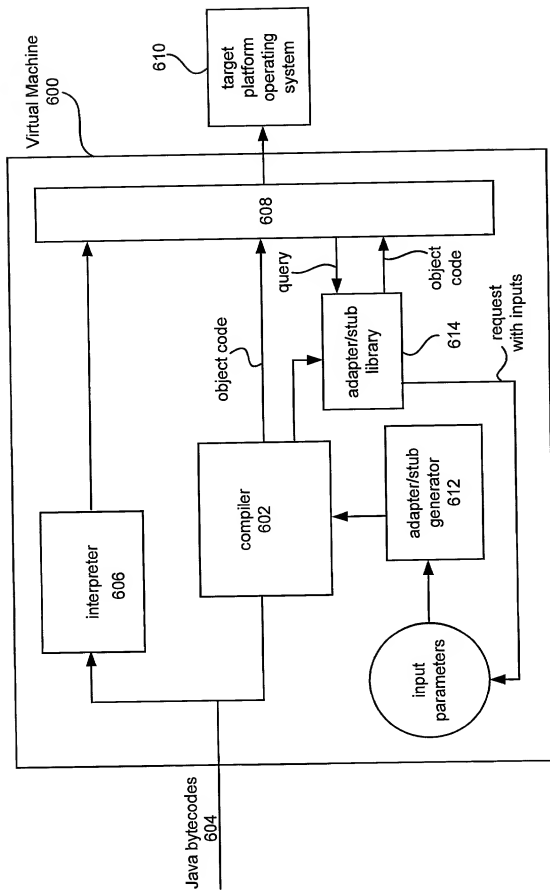 Virtual Machine
600
610
target
platform
operating
system
608
query
object
code
object code
adapter/stub
library
614
request
with inputs
interpreter
606
compiler
602
adapter/stub
generator
612
input
parameters
Java bytecodes
604